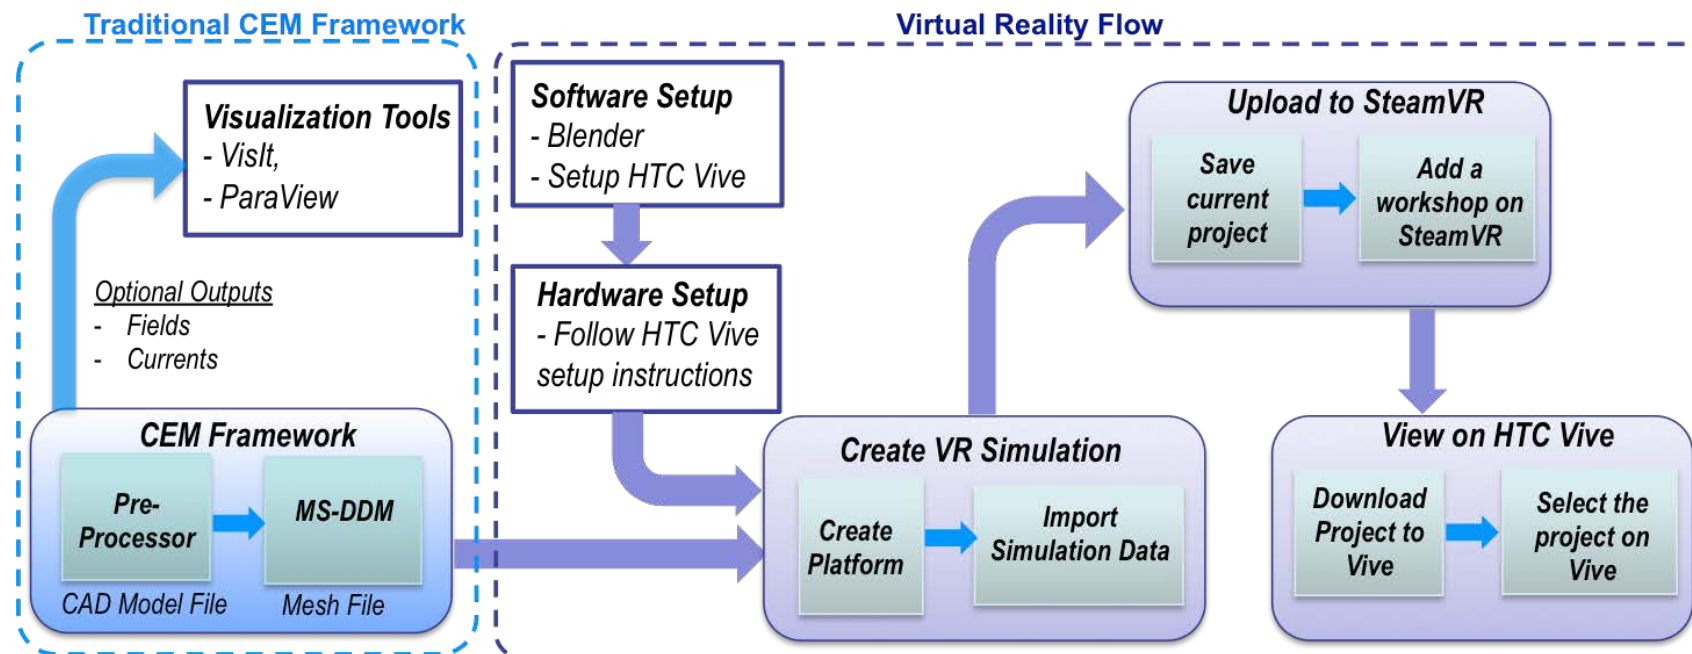 Traditional CEM Framework
Virtual Reality Flow
Visualization Tools
- VisIt,
- ParaView
Optional Outputs
- Fields
- Currents
CEM Framework
Pre-
Processor
MS-DDM
CAD Model File
Mesh File
Software Setup
- Blender
- Setup HTC Vive
Hardware Setup
- Follow HTC Vive
setup instructions
Create VR Simulation
Create
Platform
Import
Simulation Data
Upload to SteamVR
Save
current
project
Add a
workshop on
SteamVR
View on HTC Vive
Download
Project to
Vive
Select the
project on
Vive